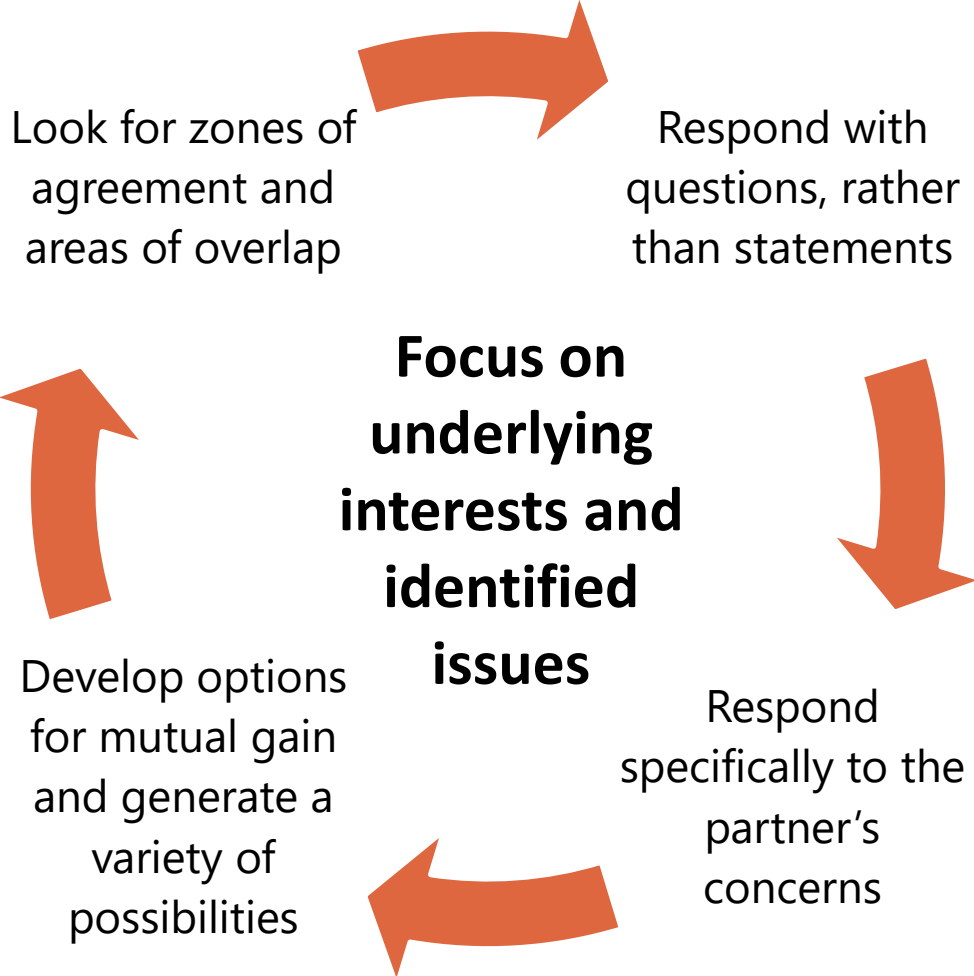 Look for zones of
agreement and
areas of overlap
Respond with
questions, rather
than statements
Focus on
underlying
interests and
identified
issues
Respond
specifically to the
partner’s
concerns
Develop options
for mutual gain
and generate a
variety of
possibilities